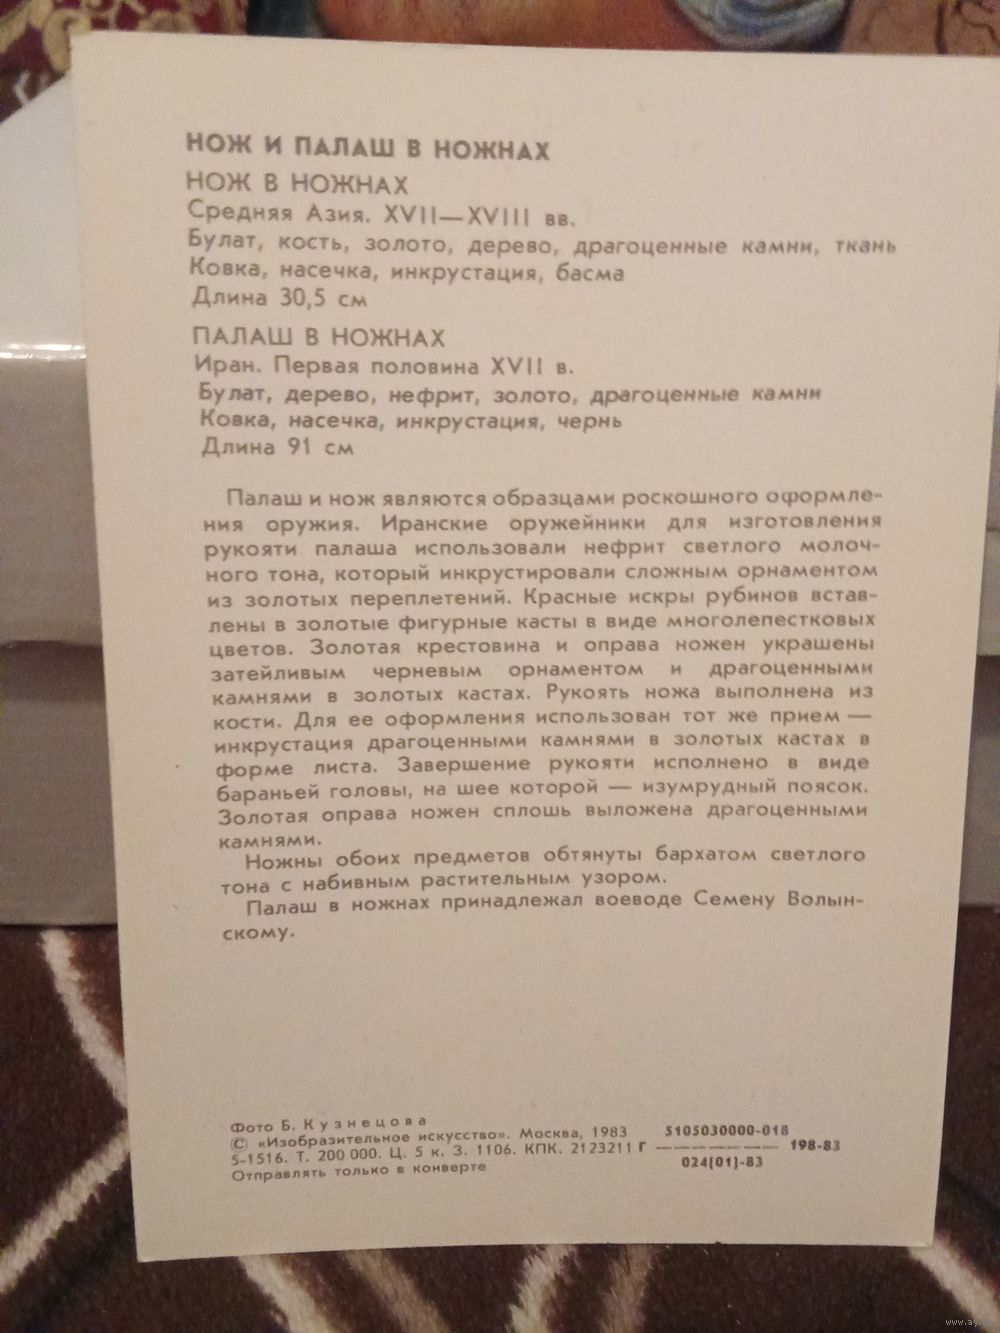 НОЖ И ПАЛАШ В НОЖНАХ
НОЖ В НОЖНАХ
Средняя Азия. XVII—XVIII вв.
Булат, кость, золото, дерево, драгоценные камни, ткань
Ковка, насечка, инкрустация, басма
Длина 30,5 см
ПАЛАШ В НОЖНАХ
Иран. Первая половина XVII в.
Булат, дерево, нефрит, золото, драгоценные камни
Ковка, насечка, инкрустация, чернь
Длина 91 см
Палаш и нож являются образцами роскошного оформле-
ния оружия. Иранские оружейники для изготовления
рукояти палаша использовали нефрит светлого молоч-
ного тона, который инкрустировали сложным орнаментом
из золотых переплетений. Красные искры рубинов встав-
лены в золотые фигурные касты в виде многолепестковых
цветов. Золотая крестовина и оправа ножен украшены
затейливым черневым орнаментом и драгоценными
камнями в золотых кастах. Рукоять ножа выполнена из
кости. Для ее оформления использован тот же прием —
инкрустация драгоценными камнями в золотых кастах в
форме листа. Завершение рукояти исполнено в виде
бараньей головы, на шее которой — изумрудный поясок.
Золотая оправа ножен сплошь выложена драгоценными
камнями.
Ножны обоих предметов обтянуты бархатом светлого
тона с набивным растительным узором.
Палаш в ножнах принадлежал воеводе Семену Волын-
скому.
Фото Б. Кузнецова
© «Изобразительное искусство». Москва, 1983 5105030000-018
5-1516. Т. 200 000. Ц. 5 к. З. 1106. КПК. 2123211 Г — — — — — 198-83
Отправлять только в конверте 024(01)-83